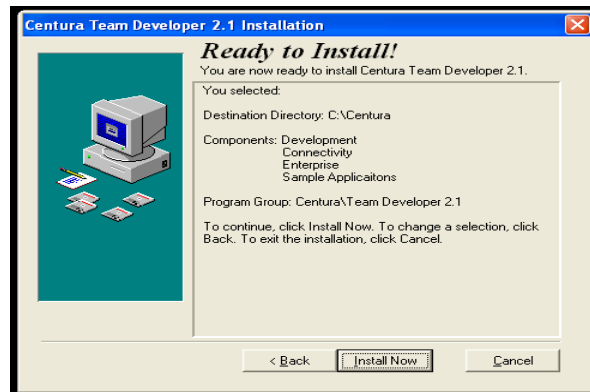 Centura Team Developer 2.1 Installation
Ready to Install!
You are now ready to install Centura Team Developer 2.1.
You selected:
Destination Directory: C:\Centura
Components: Development
Connectivity
Enterprise
Sample Applicaitons
Program Group: Centura\Team Developer 2.1
To continue, click Install Now. To change a selection, click
Back. To exit the installation, click Cancel.
< Back Install Now Cancel